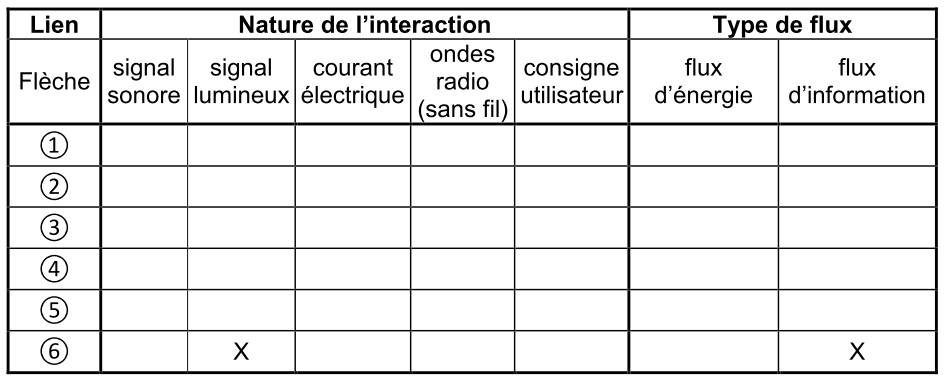 Lien Nature de l’interaction Type de flux
Flèche signal sonore signal lumineux courant électrique ondes radio (sans fil) consigne utilisateur flux d’énergie flux d’information
①
②
③
④
⑤
⑥ X X